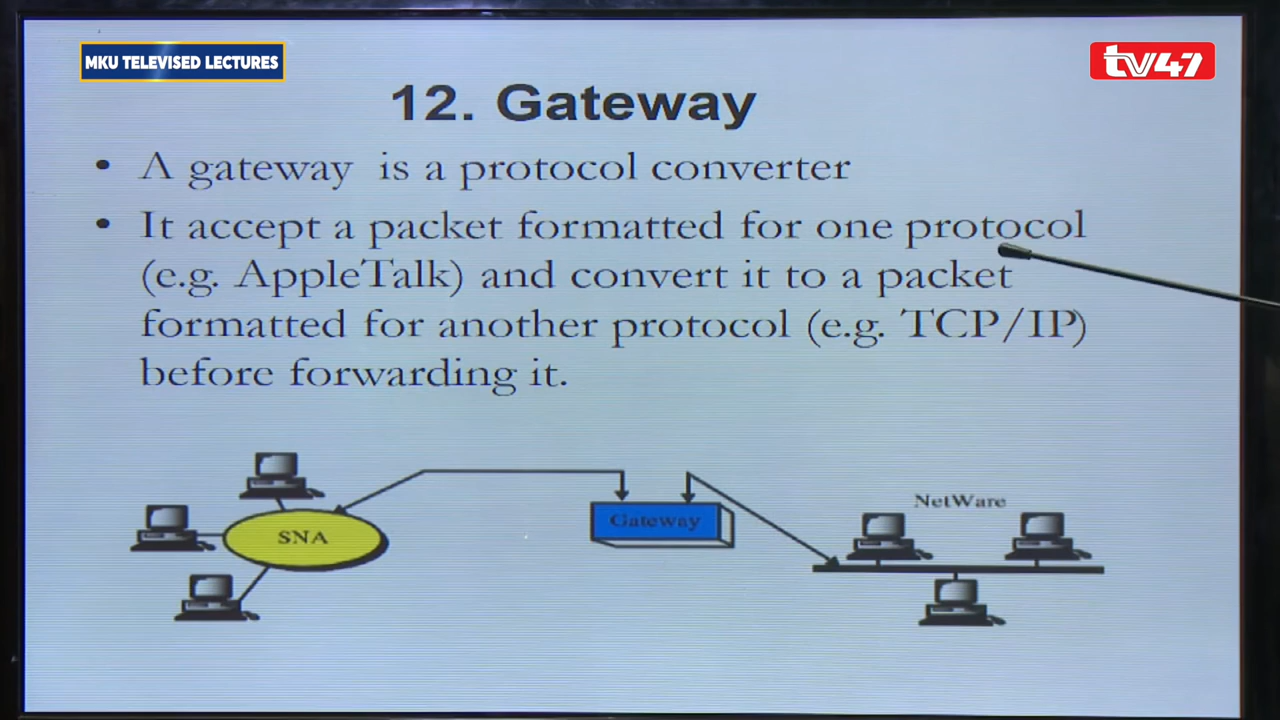 MKU TELEVISED LECTURES
tv47
12. Gateway
• A gateway is a protocol converter
• It accept a packet formatted for one protocol
(e.g. AppleTalk) and convert it to a packet
formatted for another protocol (e.g. TCP/IP)
before forwarding it.
NetWare
Gateway
SNA